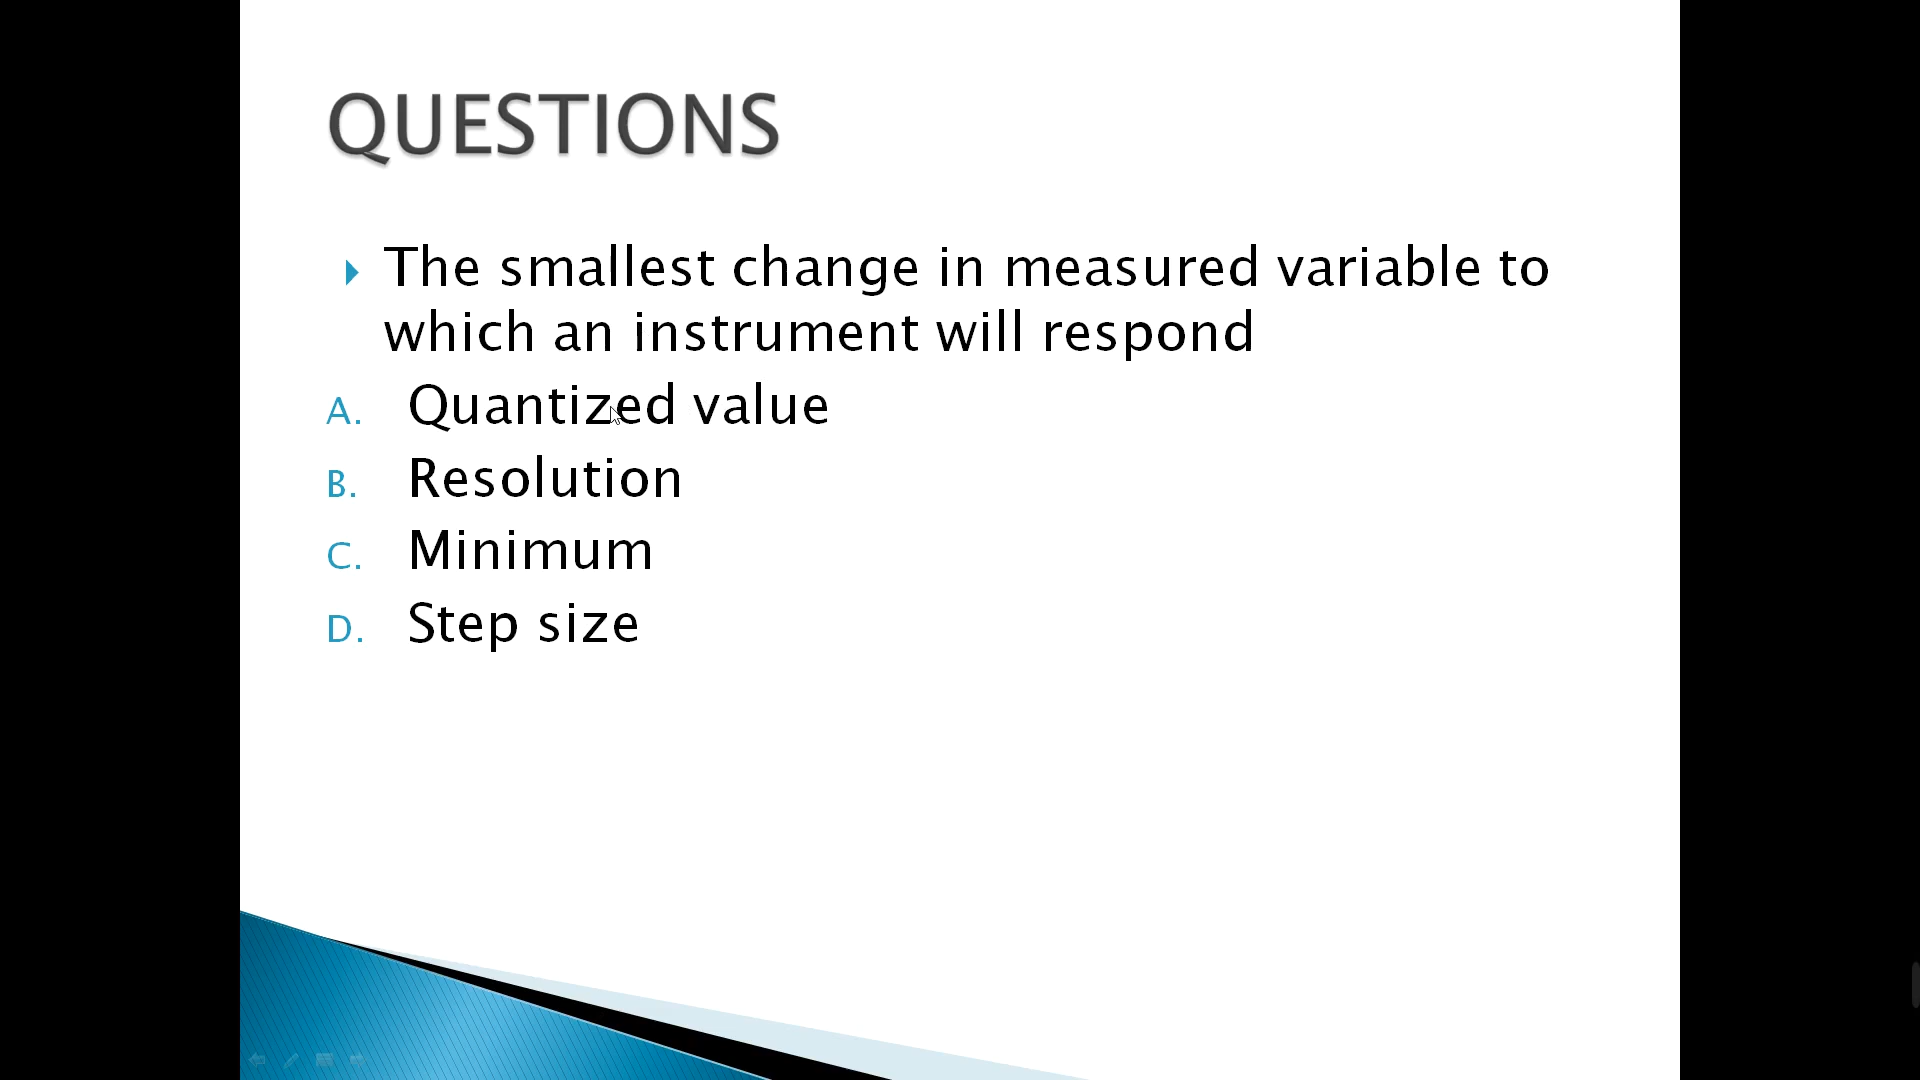 QUESTIONS
The smallest change in measured variable to
which an instrument will respond
A. Quantized value
B. Resolution
C. Minimum
D. Step size